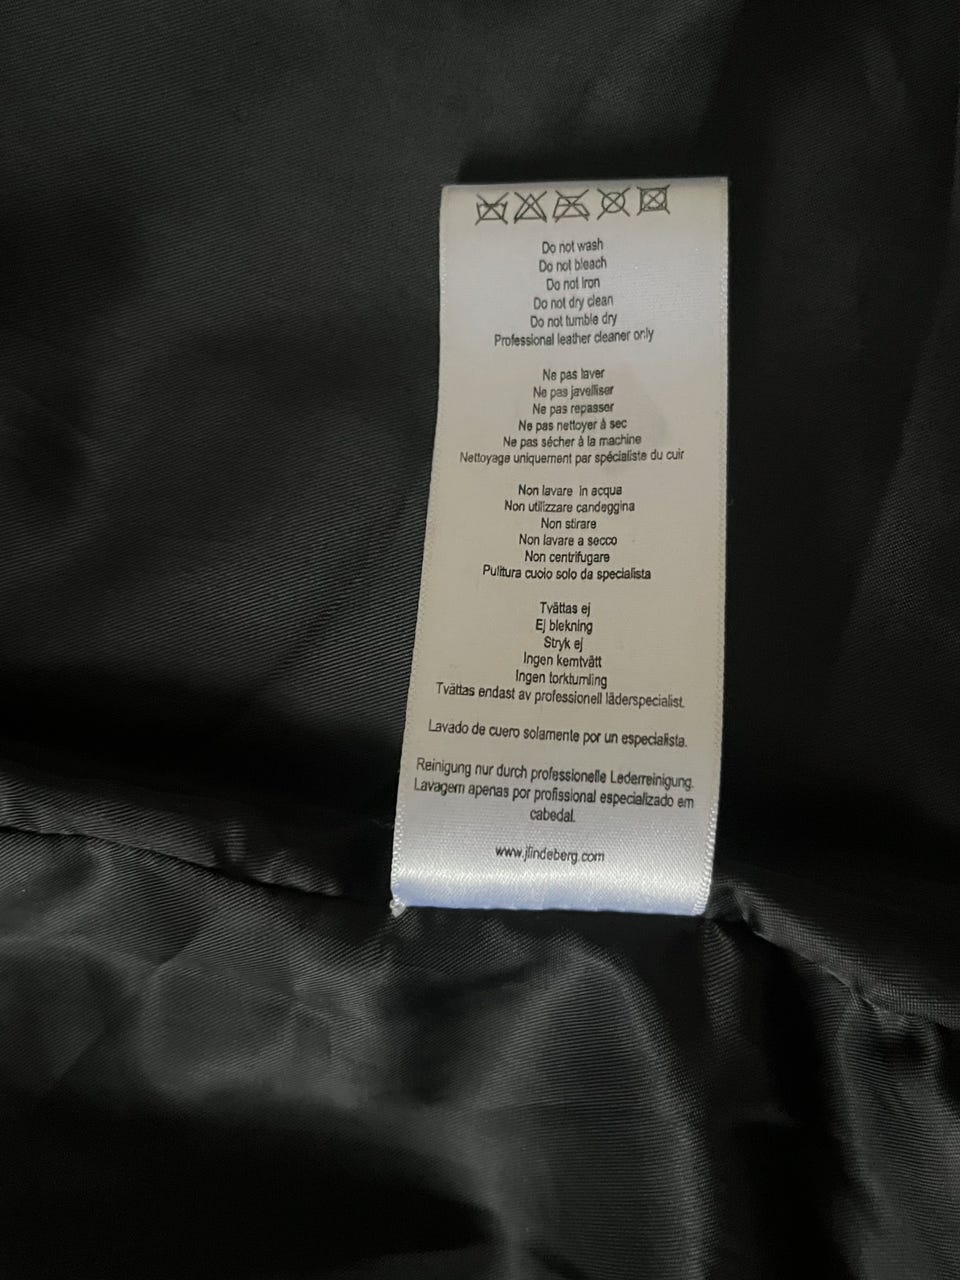 Do not wash
Do not bleach
Do not iron
Do not dry clean
Do not tumble dry
Professional leather cleaner only
Ne pas laver
Ne pas javelliser
Ne pas repasser
Ne pas nettoyer à sec
Ne pas sécher à la machine
Nettoyage uniquement par spécialiste du cuir
Non lavare in acqua
Non utilizzare candeggina
Non stirare
Non lavare a secco
Non centrifugare
Pulitura cuoio solo da specialista
Tvättas ej
Ej blekning
Stryk ej
Ingen kemtvätt
Ingen torktumling
Tvättas endast av professionell läderspecialist.
Lavado de cuero solamente por un especialista.
Reinigung nur durch professionelle Lederreinigung.
Lavagem apenas por profissional especializado em
cabedal.
www.jlindeberg.com